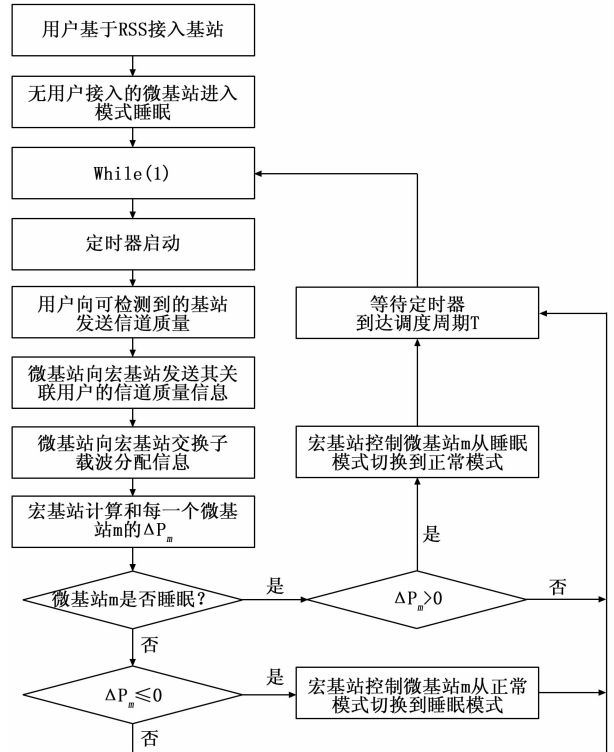 用户基于RSS接入基站
无用户接入的微基站进入
模式睡眠
While(1)
定时器启动
用户向可检测到的基站
发送信道质量
等待定时器
到达调度周期T
微基站向宏基站发送其关
联用户的信道质量信息
微基站向宏基站交换子
载波分配信息
宏基站控制微基站m从睡眠
模式切换到正常模式
宏基站计算和每一个微基
站m的ΔPm
是
微基站m是否睡眠?
是
ΔPm>0
否
否
ΔPm≤0
是
宏基站控制微基站m从正常
模式切换到睡眠模式
否